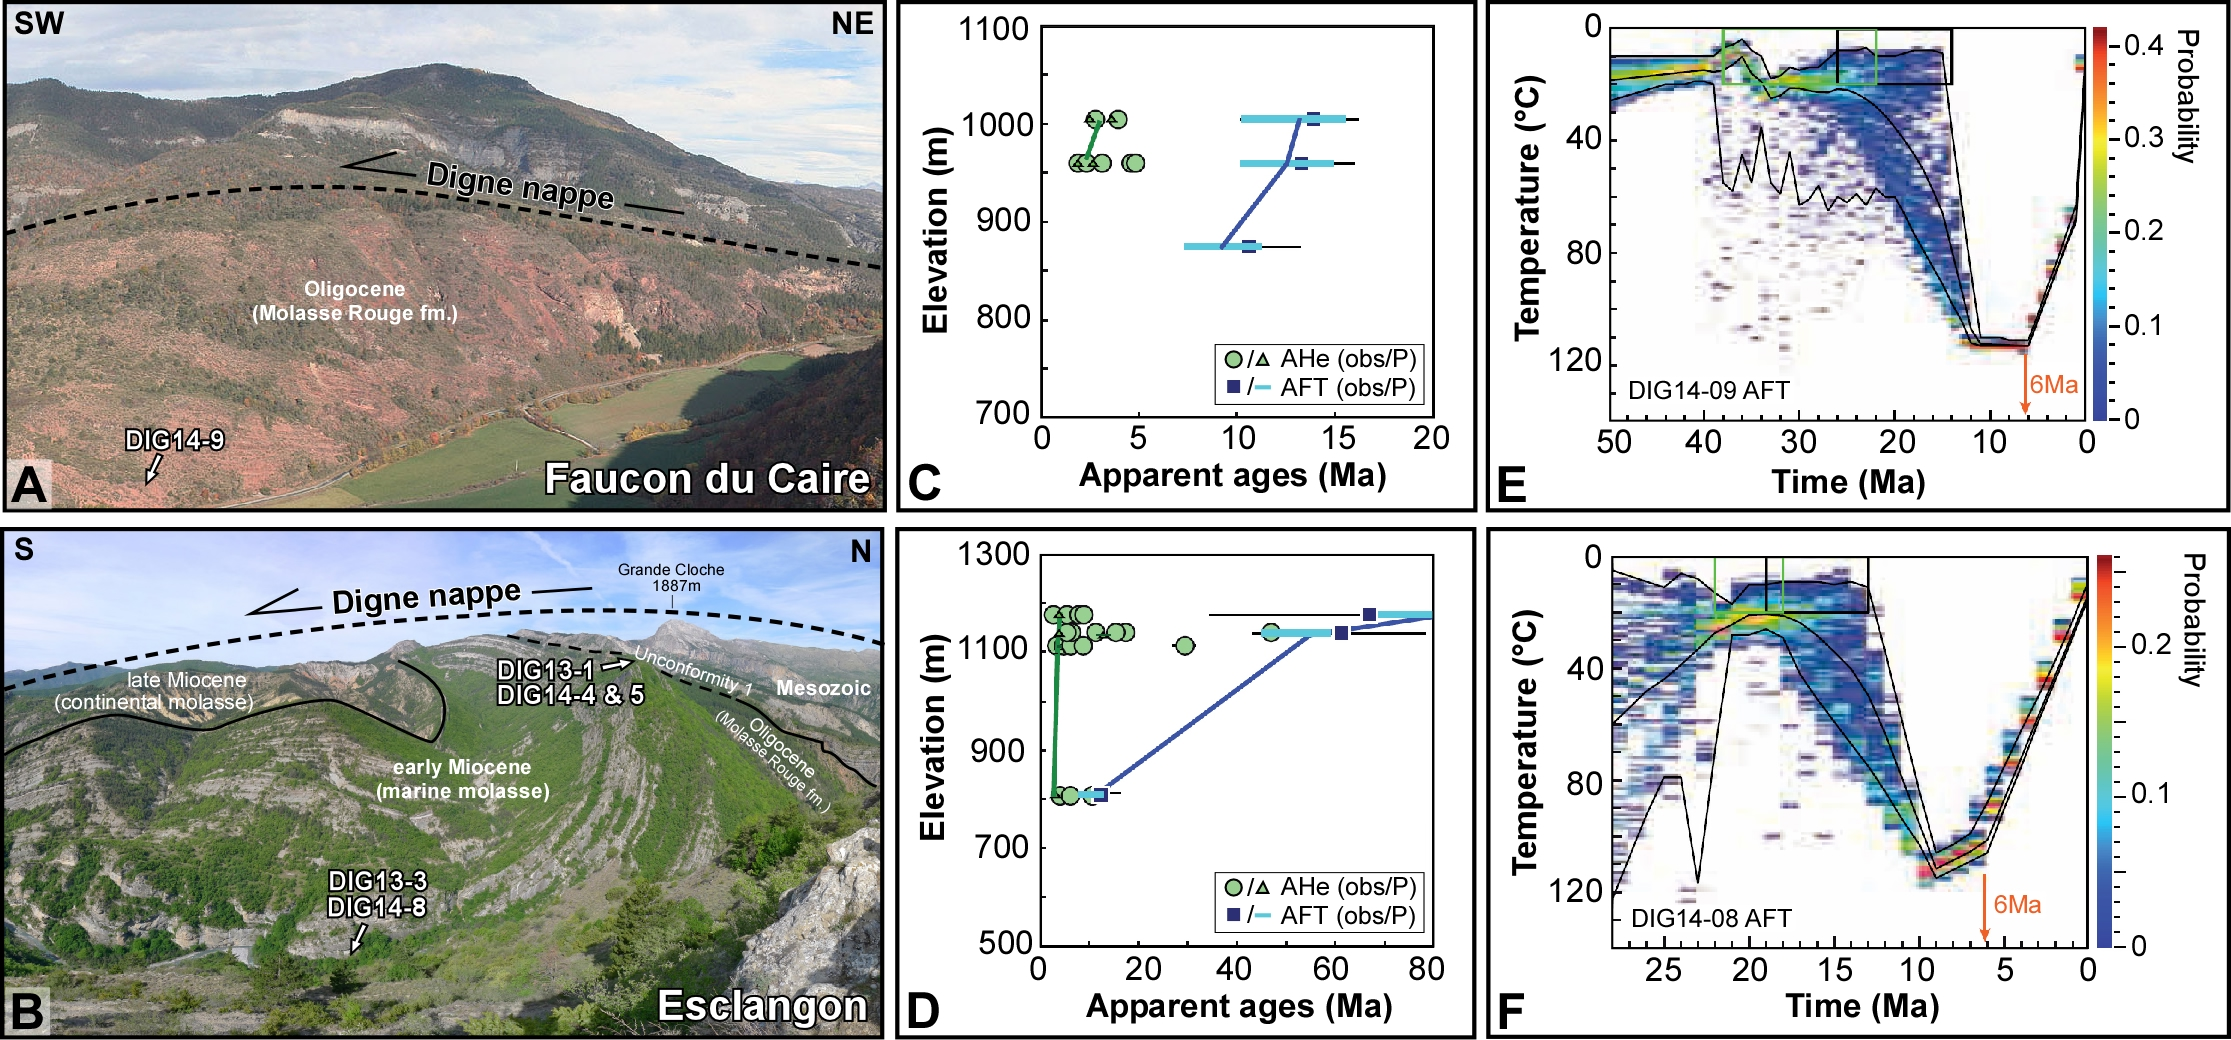 SW
NE
Digne nappe
Oligocene
(Molasse Rouge fm.)
DIG14-9
A
Faucon du Caire
1100
1000
900
800
700
Elevation (m)
0
5
10
15
20
Apparent ages (Ma)
AHe (obs/P)
AFT (obs/P)
C
0
40
80
120
Temperature (°C)
50
40
30
20
10
0
Time (Ma)
DIG14-09 AFT
6Ma
0.4
0.3
0.2
0.1
0
Probability
E
S
N
Grande Cloche
1887m
Digne nappe
DIG13-1
DIG14-4 & 5
Unconformity 1
Mesozoic
late Miocene
(continental molasse)
Oligocene
(Molasse Rouge fm.)
early Miocene
(marine molasse)
DIG13-3
DIG14-8
B
Esclangon
1300
1100
900
700
500
Elevation (m)
0
20
40
60
80
Apparent ages (Ma)
AHe (obs/P)
AFT (obs/P)
D
0
40
80
120
Temperature (°C)
25
20
15
10
5
0
Time (Ma)
DIG14-08 AFT
6Ma
0.2
0.1
0
Probability
F